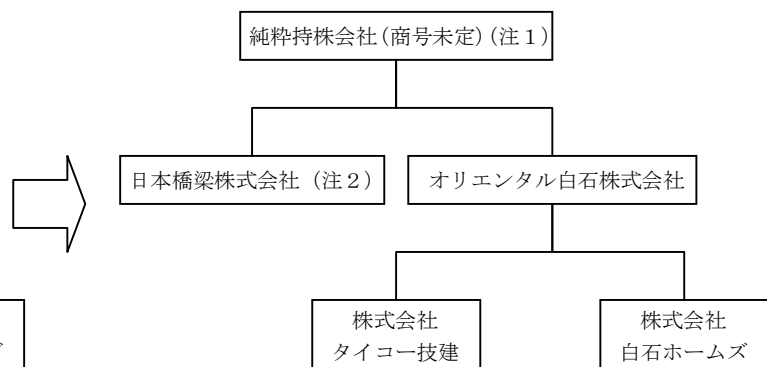 純粋持株会社(商号未定)(注1)
日本橋梁株式会社 (注2)
オリエンタル白石株式会社
株式会社
タイコー技建
株式会社
白石ホームズ
ズ